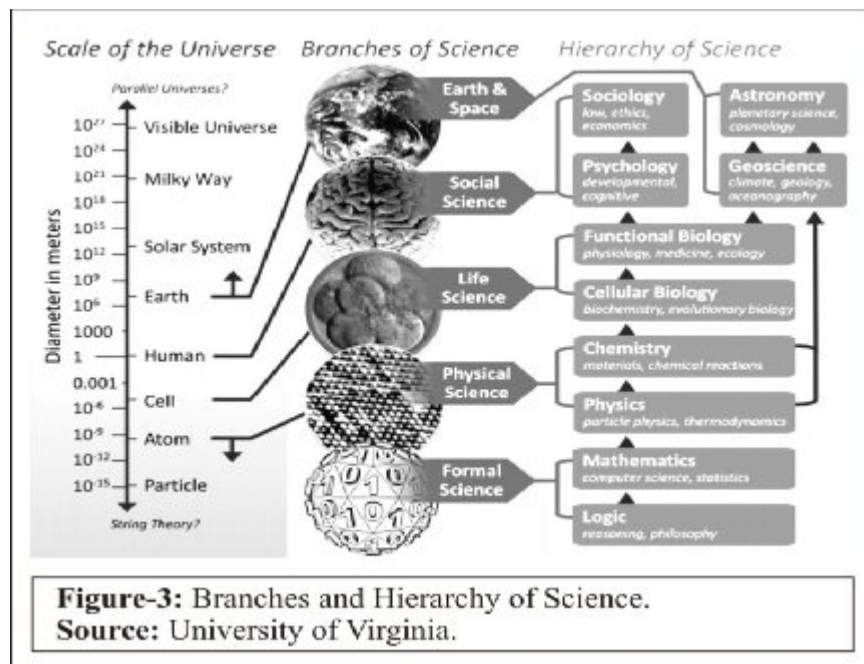 Scale of the Universe
Branches of Science
Hierarchy of Science
Diameter in meters
Parallel Universes?
10²⁷
Visible Universe
10²⁴
10²¹
Milky Way
10¹⁸
10¹⁵
10¹²
Solar System
10⁹
10⁶
Earth
1000
1
Human
0.001
10⁻⁶
Cell
10⁻⁹
Atom
10⁻¹²
10⁻¹⁵
Particle
String Theory?
Earth &
Space
Social
Science
Life
Science
Physical
Science
Formal
Science
Sociology
law, ethics,
economics
Astronomy
planetary science,
cosmology
Psychology
developmental,
cognitive
Geoscience
climate, geology,
oceanography
Functional Biology
physiology, medicine, ecology
Cellular Biology
biochemistry, evolutionary biology
Chemistry
materials, chemical reactions
Physics
particle physics, thermodynamics
Mathematics
computer science, statistics
Logic
reasoning, philosophy
Figure-3: Branches and Hierarchy of Science.
Source: University of Virginia.